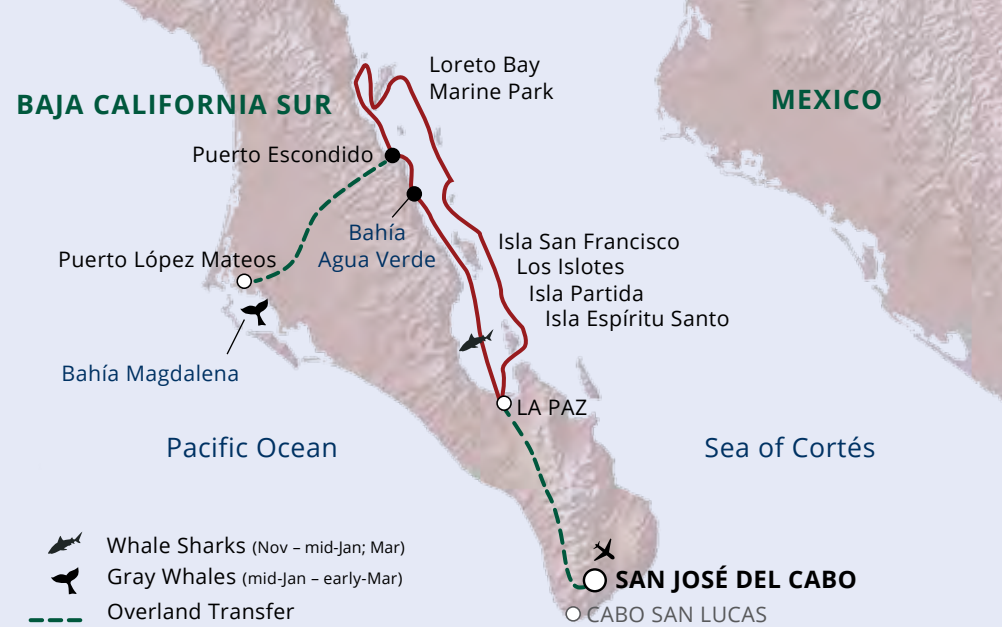 Loreto Bay
Marine Park
BAJA CALIFORNIA SUR
MEXICO
Puerto Escondido
Bahía
Agua Verde
Isla San Francisco
Los Islotes
Isla Partida
Isla Espíritu Santo
Puerto López Mateos
Bahía Magdalena
LA PAZ
Pacific Ocean
Sea of Cortés
Whale Sharks (Nov – mid-Jan; Mar)
Gray Whales (mid-Jan – early-Mar)
Overland Transfer
SAN JOSÉ DEL CABO
CABO SAN LUCAS